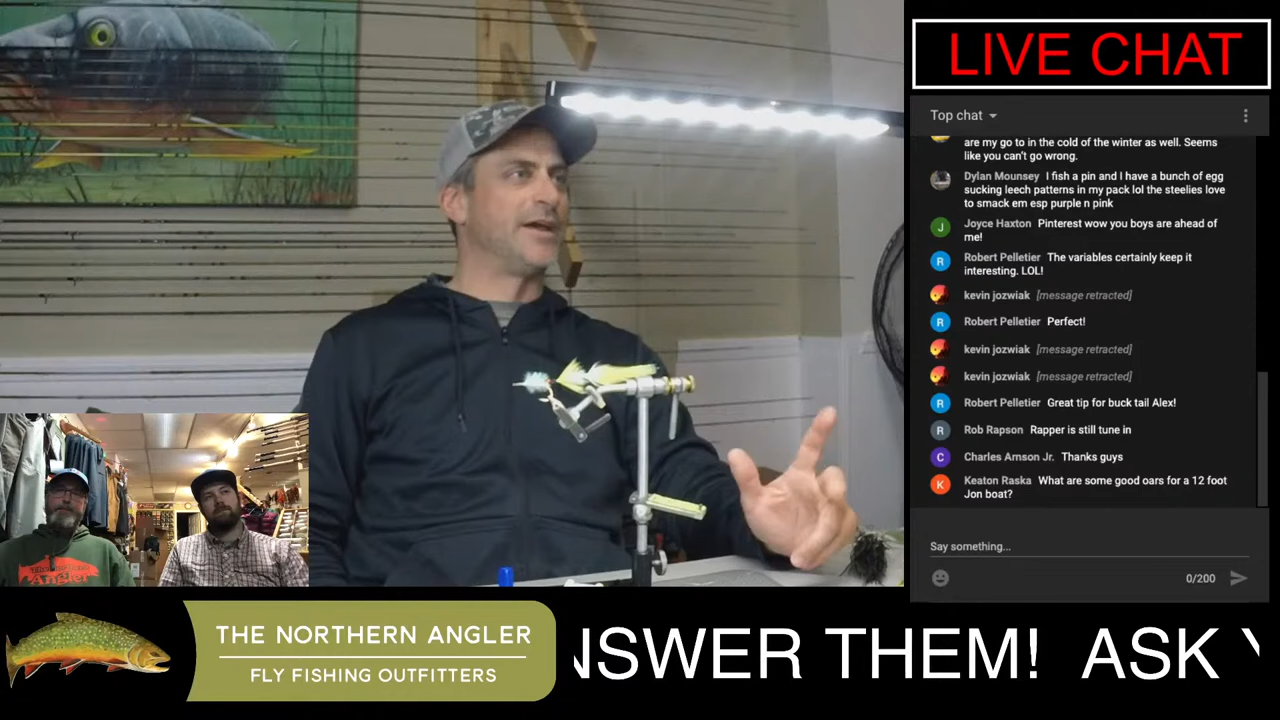 LIVE CHAT
Top chat
are my go to in the cold of the winter as well. Seems
like you can't go wrong.
Dylan Mounsey I fish a pin and I have a bunch of egg
sucking leech patterns in my pack lol the steelies love
to smack em esp purple n pink
J Joyce Haxton Pinterest wow you boys are ahead of
me!
R Robert Pelletier The variables certainly keep it
interesting. LOL!
kevin jozwiak [message retracted]
R Robert Pelletier Perfect!
kevin jozwiak [message retracted]
kevin jozwiak [message retracted]
R Robert Pelletier Great tip for buck tail Alex!
R Rob Rapson Rapper is still tune in
C Charles Arnson Jr. Thanks guys
K Keaton Raska What are some good oars for a 12 foot
Jon boat?
Say something...
0/200
Angler
THE NORTHERN ANGLER
FLY FISHING OUTFITTERS
NSWER THEM! ASK Y